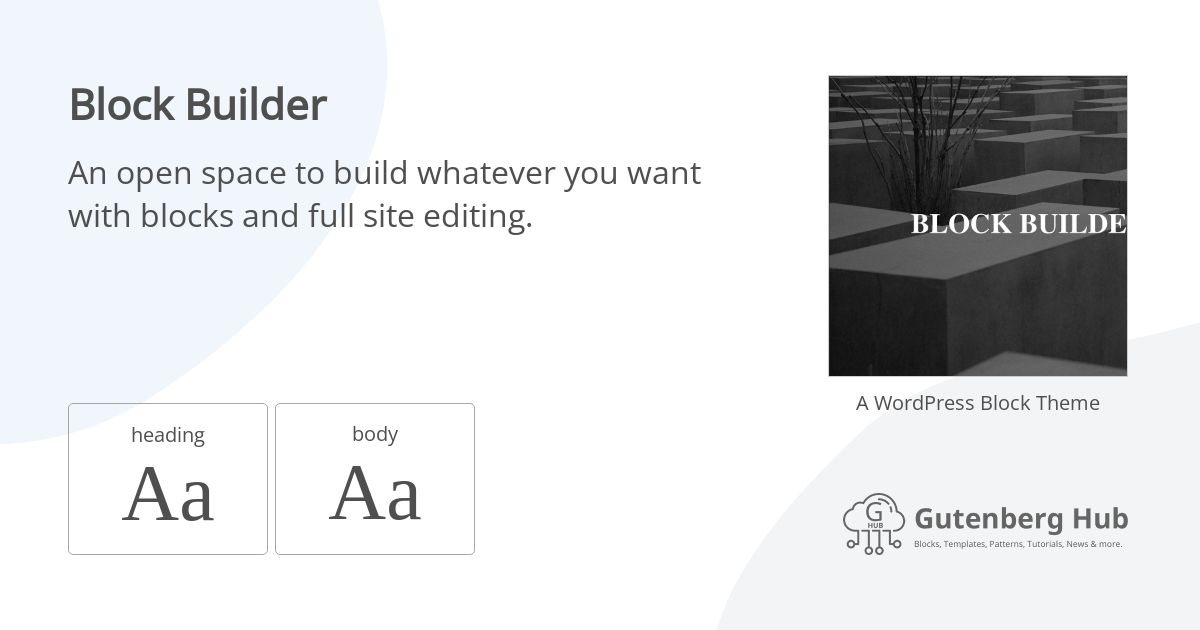 Block Builder
An open space to build whatever you want
with blocks and full site editing.
BLOCK BUILDE
A WordPress Block Theme
heading
Aa
body
Aa
G
HUB
Gutenberg Hub
Blocks, Templates, Patterns, Tutorials, News & more.